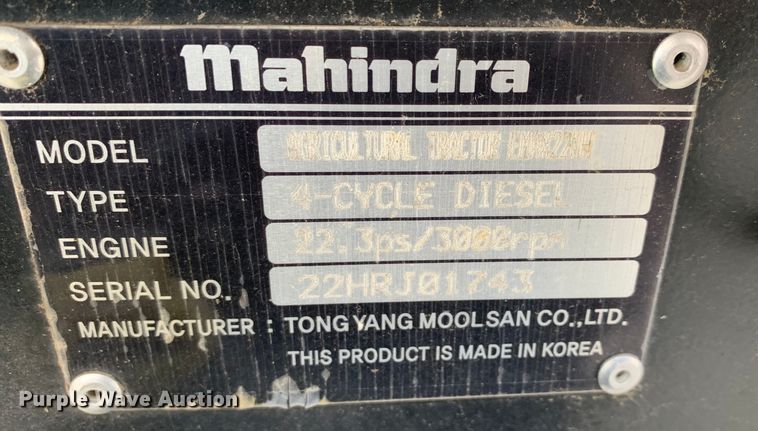 mahindra
MODEL AGRICULTURAL TRACTOR
TYPE 4-CYCLE DIESEL
ENGINE 22.3ps/3000rpm
SERIAL NO. 22HRJ01743
MANUFACTURER : TONG YANG MOOLSAN CO.,LTD.
THIS PRODUCT IS MADE IN KOREA
Purple Wave Auction